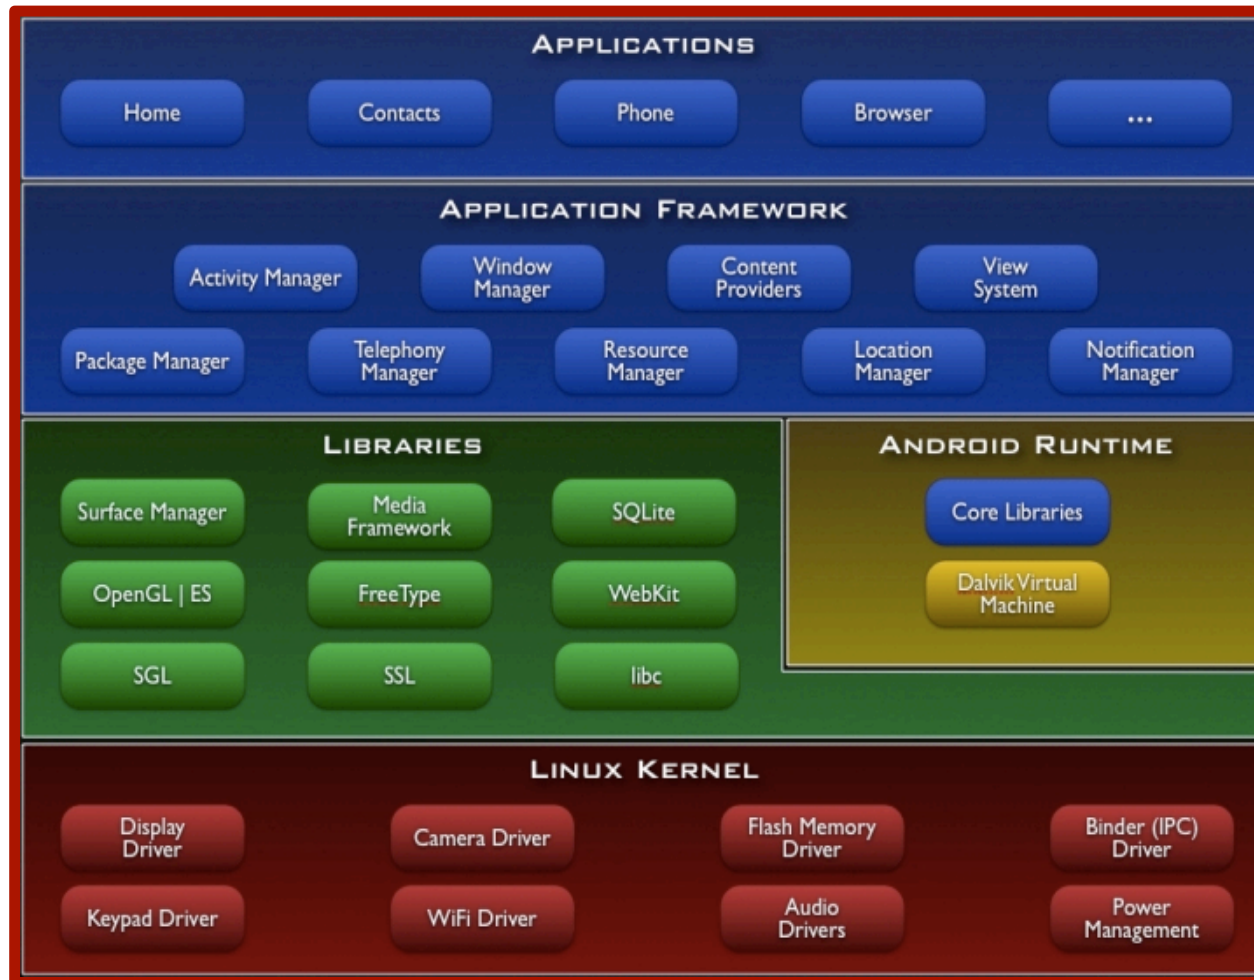 APPLICATIONS
Home
Contacts
Phone
Browser
...
APPLICATION FRAMEWORK
Activity Manager
Window
Manager
Content
Providers
View
System
Package Manager
Telephony
Manager
Resource
Manager
Location
Manager
Notification
Manager
LIBRARIES
Surface Manager
Media
Framework
SQLite
OpenGL | ES
FreeType
WebKit
SGL
SSL
libc
ANDROID RUNTIME
Core Libraries
Dalvik Virtual
Machine
LINUX KERNEL
Display
Driver
Camera Driver
Flash Memory
Driver
Binder (IPC)
Driver
Keypad Driver
WiFi Driver
Audio
Drivers
Power
Management